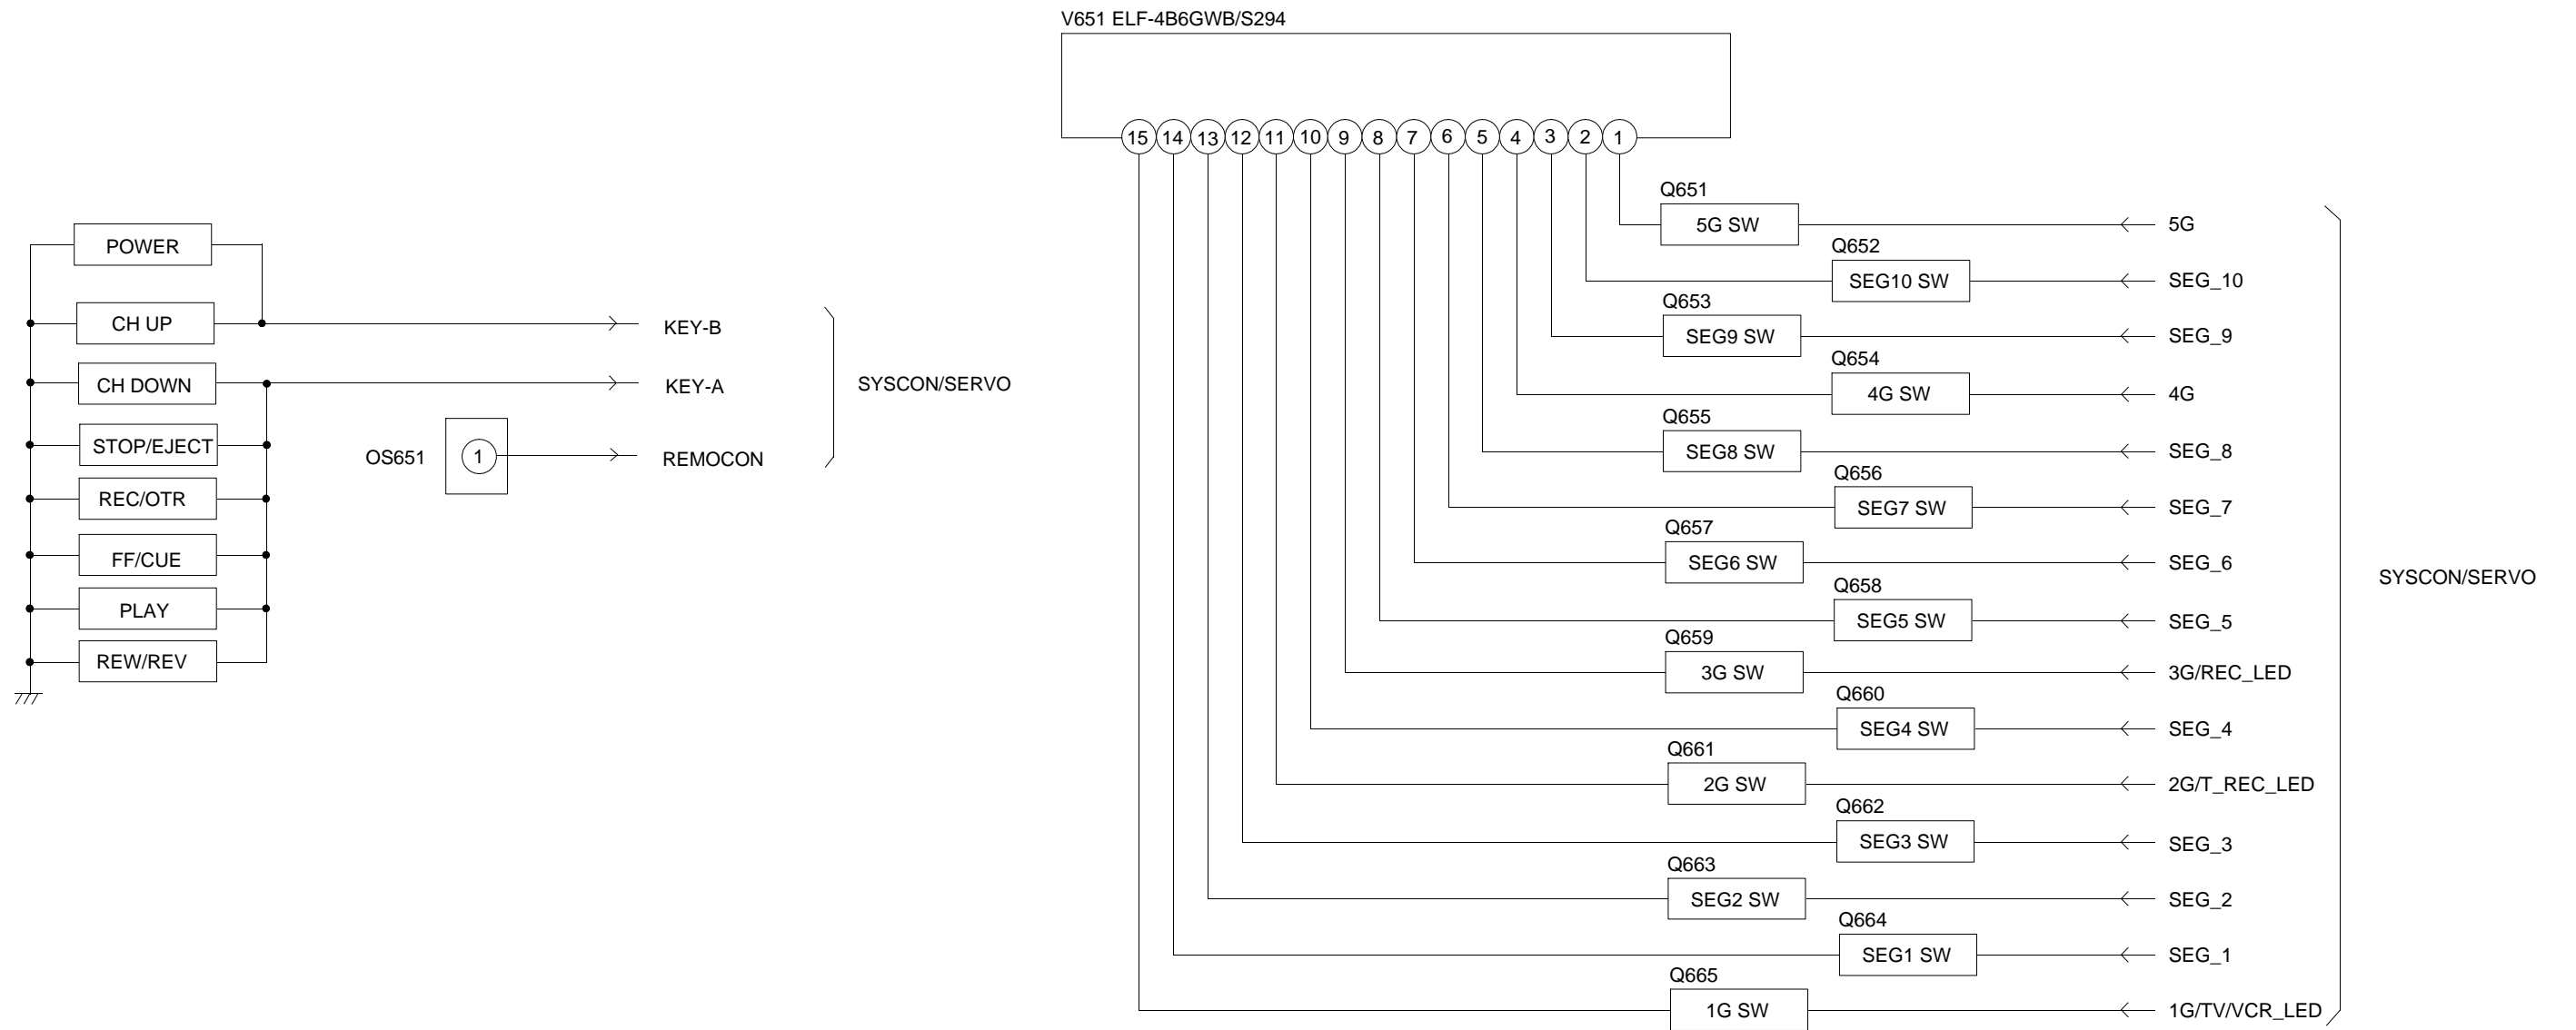 V651 ELF-4B6GWB/S294
15 14 13 12 11 10 9 8 7 6 5 4 3 2 1
POWER
CH UP
KEY-B
CH DOWN
KEY-A
SYSCON/SERVO
STOP/EJECT
OS651
1
REMOCON
REC/OTR
FF/CUE
PLAY
REW/REV
Q651
5G SW
5G
Q652
SEG10 SW
SEG_10
Q653
SEG9 SW
SEG_9
Q654
4G SW
4G
Q655
SEG8 SW
SEG_8
Q656
SEG7 SW
SEG_7
Q657
SEG6 SW
SEG_6
Q658
SEG5 SW
SEG_5
Q659
3G SW
3G/REC_LED
Q660
SEG4 SW
SEG_4
Q661
2G SW
2G/T_REC_LED
Q662
SEG3 SW
SEG_3
Q663
SEG2 SW
SEG_2
Q664
SEG1 SW
SEG_1
Q665
1G SW
1G/TV/VCR_LED
SYSCON/SERVO